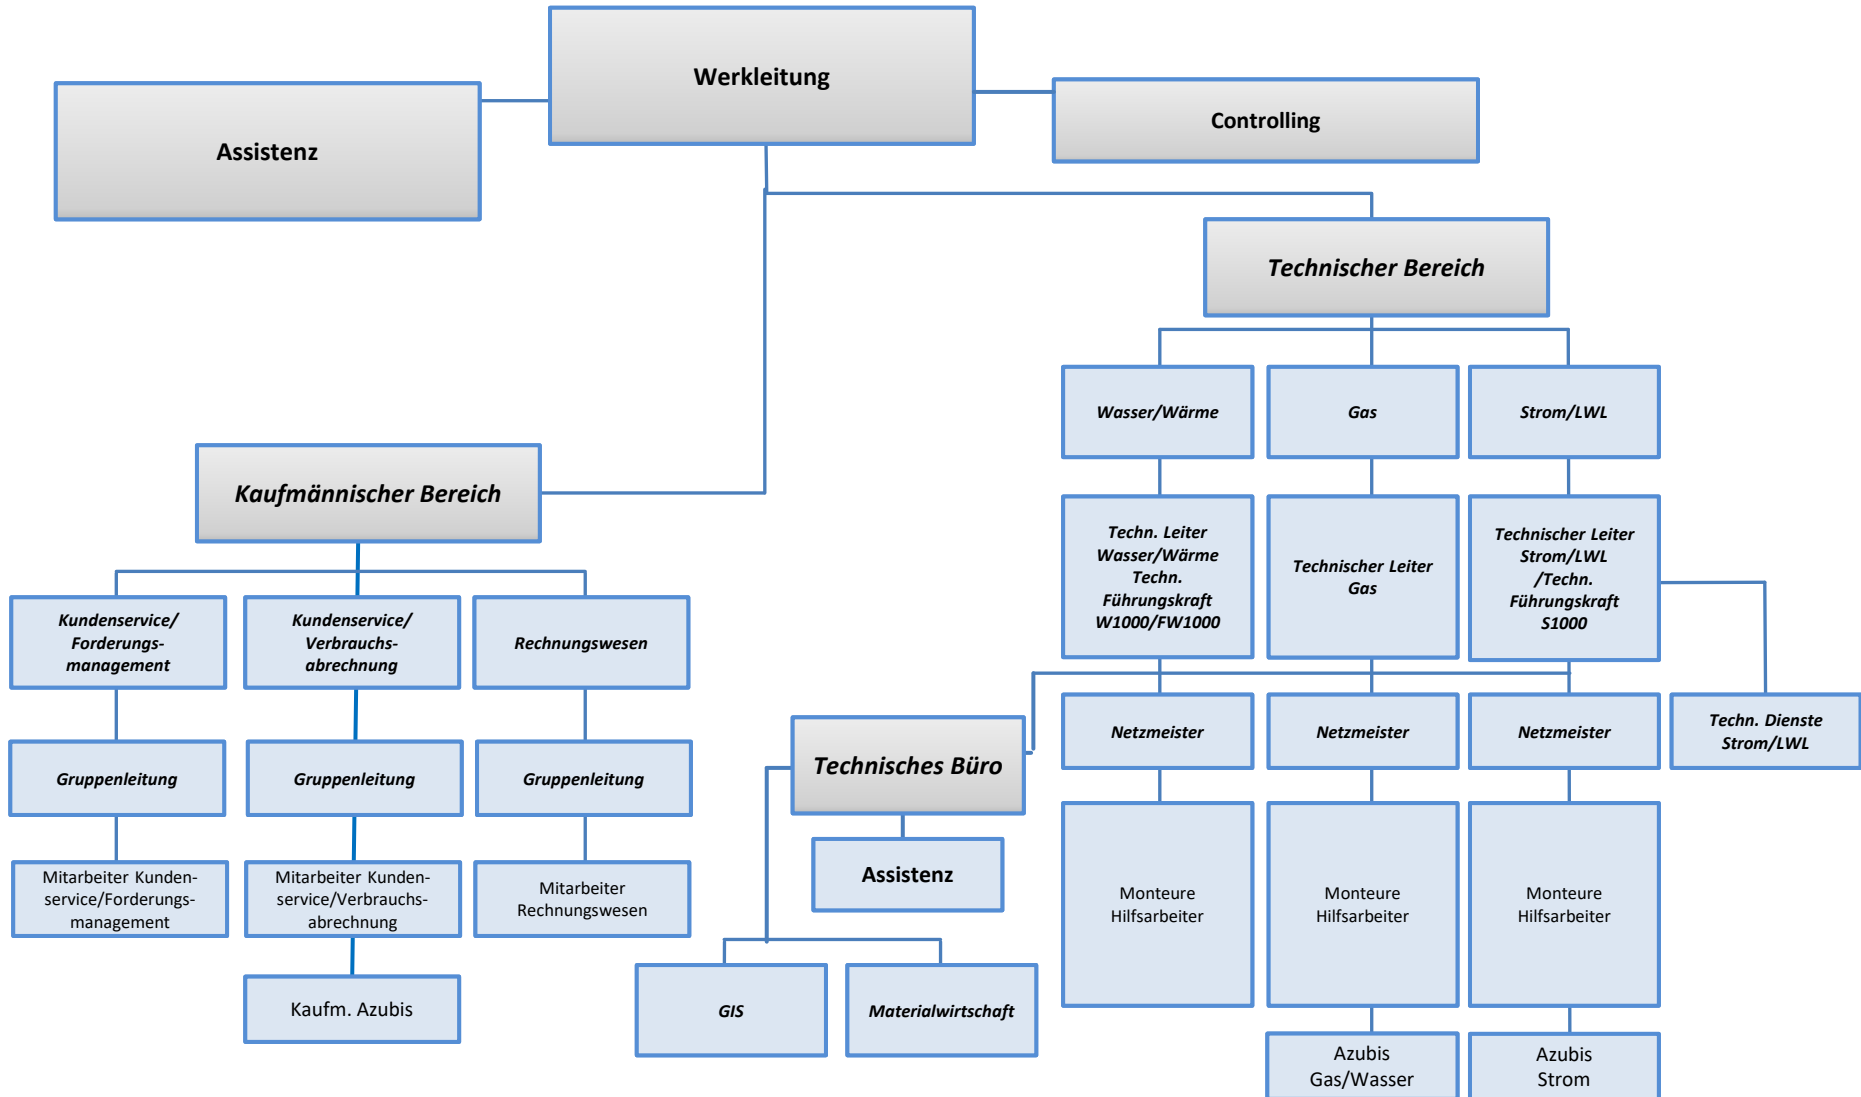 Werkleitung
Assistenz
Controlling
Technischer Bereich
Wasser/Wärme
Gas
Strom/LWL
Kaufmännischer Bereich
Techn. Leiter
Wasser/Wärme
Techn.
Führungskraft
W1000/FW1000
Technischer Leiter
Gas
Technischer Leiter
Strom/LWL
/Techn.
Führungskraft
S1000
Kundenservice/
Forderungs-
management
Kundenservice/
Verbrauchs-
abrechnung
Rechnungswesen
Netzmeister
Netzmeister
Netzmeister
Techn. Dienste
Strom/LWL
Technisches Büro
Gruppenleitung
Gruppenleitung
Gruppenleitung
Assistenz
Mitarbeiter Kunden-
service/Forderungs-
management
Mitarbeiter Kunden-
service/Verbrauchs-
abrechnung
Mitarbeiter
Rechnungswesen
Monteure
Hilfsarbeiter
Monteure
Hilfsarbeiter
Monteure
Hilfsarbeiter
Kaufm. Azubis
GIS
Materialwirtschaft
Azubis
Gas/Wasser
Azubis
Strom